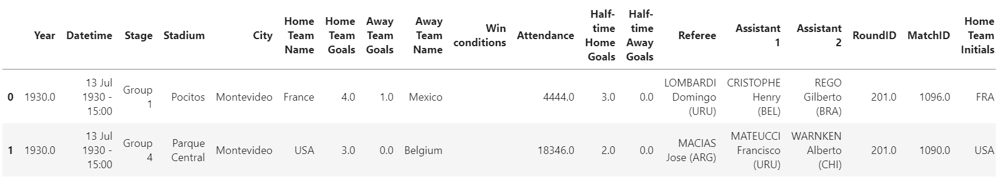 Year Datetime Stage Stadium City Home Team Name Home Team Goals Away Team Goals Away Team Name Win conditions Attendance Half-time Home Goals Half-time Away Goals Referee Assistant 1 Assistant 2 RoundID MatchID Home Team Initials
0 1930.0 13 Jul 1930 - 15:00 Group 1 Pocitos Montevideo France 4.0 1.0 Mexico 4444.0 3.0 0.0 LOMBARDI Domingo (URU) CRISTOPHE Henry (BEL) REGO Gilberto (BRA) 201.0 1096.0 FRA
1 1930.0 13 Jul 1930 - 15:00 Group 4 Parque Central Montevideo USA 3.0 0.0 Belgium 18346.0 2.0 0.0 MACIAS Jose (ARG) MATEUCCI Francisco (URU) WARNKEN Alberto (CHI) 201.0 1090.0 USA